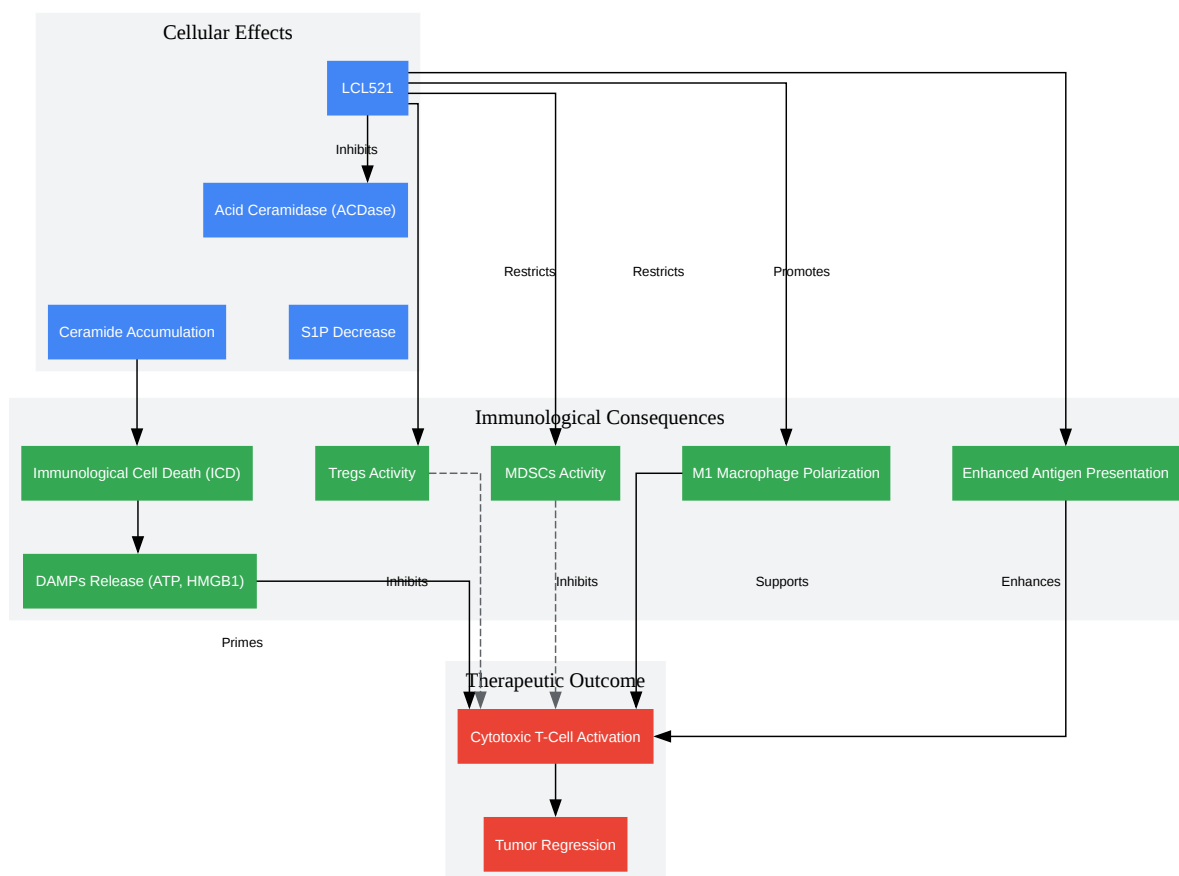 Cellular Effects
LCL521
Inhibits
Acid Ceramidase (ACDase)
Restricts
Restricts
Promotes
Ceramide Accumulation
S1P Decrease
Immunological Consequences
Immunological Cell Death (ICD)
Tregs Activity
MDSCs Activity
M1 Macrophage Polarization
Enhanced Antigen Presentation
DAMPs Release (ATP, HMGB1)
Inhibits
Inhibits
Supports
Enhances
Primes
Therapeutic Outcome
Cytotoxic T-Cell Activation
Tumor Regression